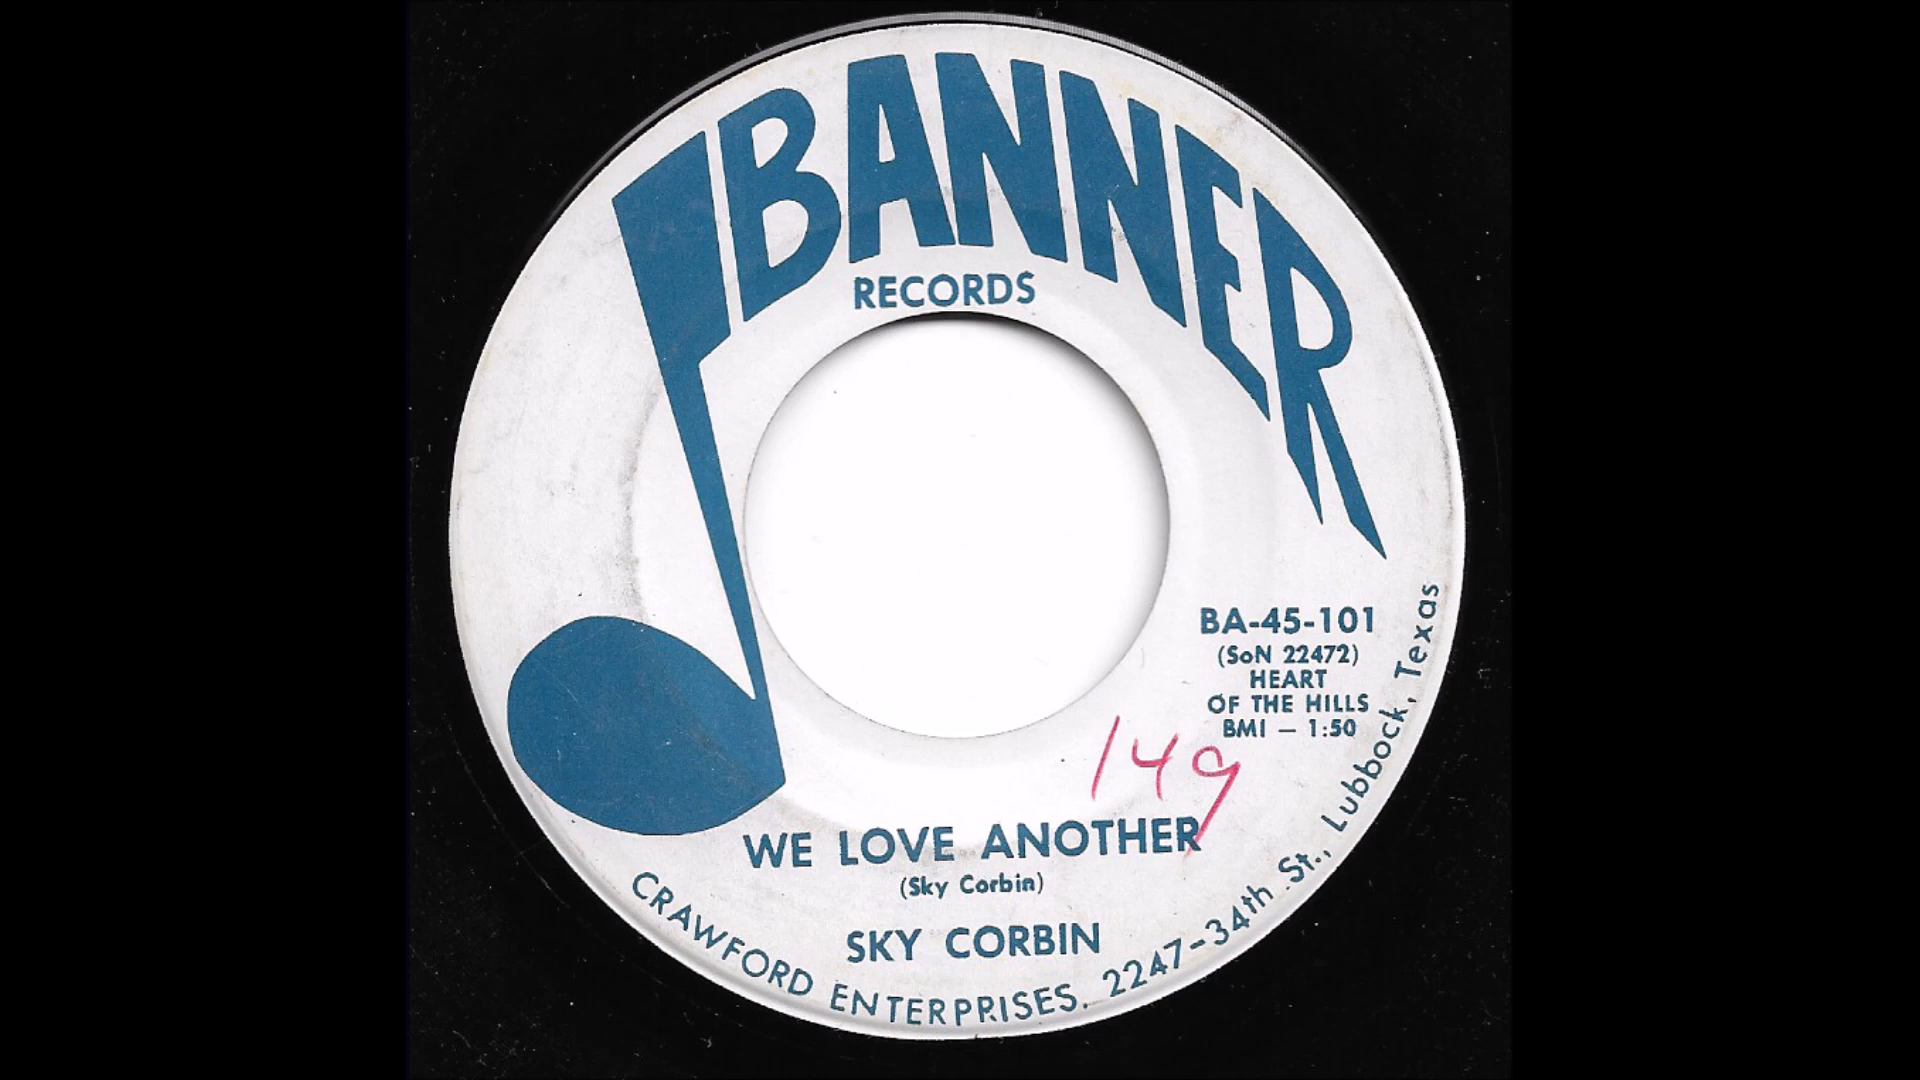 BANNER
RECORDS
BA-45-101
(SoN 22472)
HEART
OF THE HILLS
BMI — 1:50
149
WE LOVE ANOTHER
(Sky Corbin)
SKY CORBIN
CRAWFORD ENTERPRISES. 2247-34th St., Lubbock, Texas